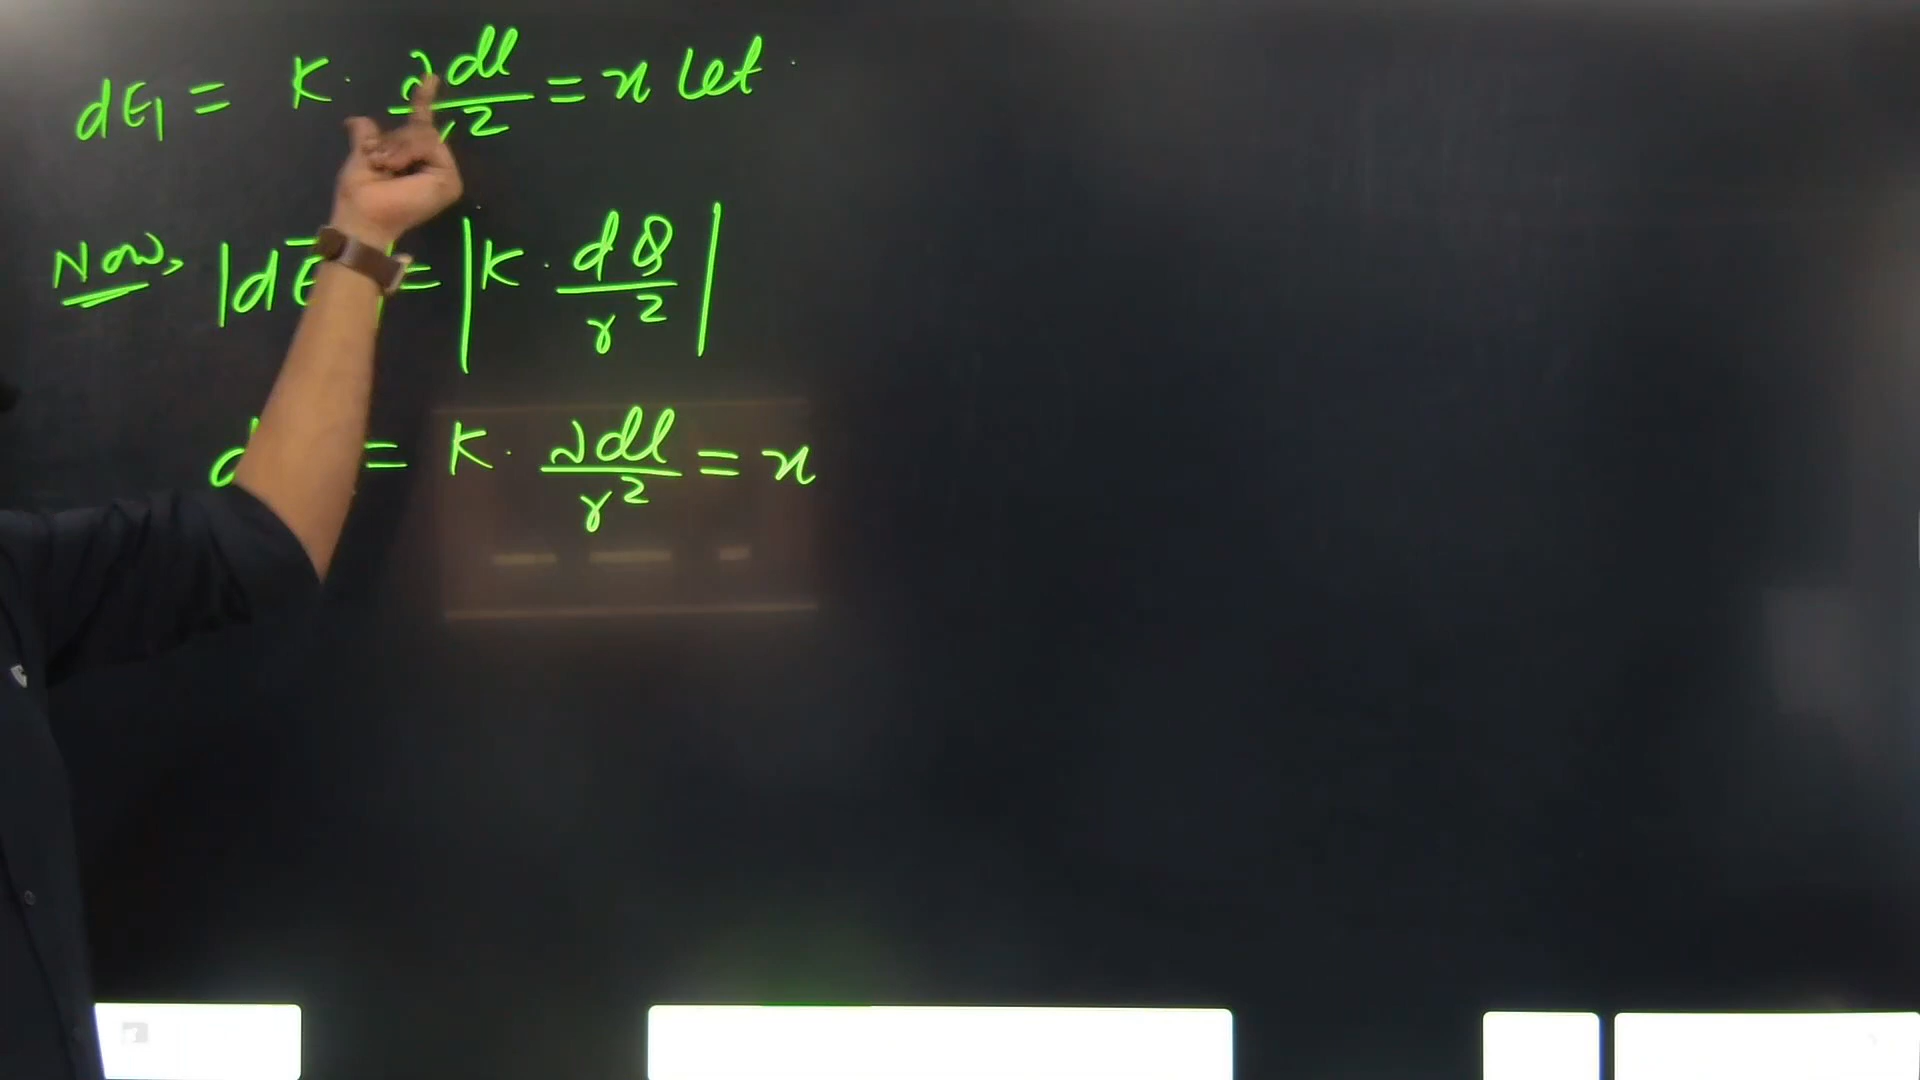 dE₁ = K · λdl/r² = x let
Now, |dE⃗ | = |K · dQ/r²|
d = K · λdl/r² = x